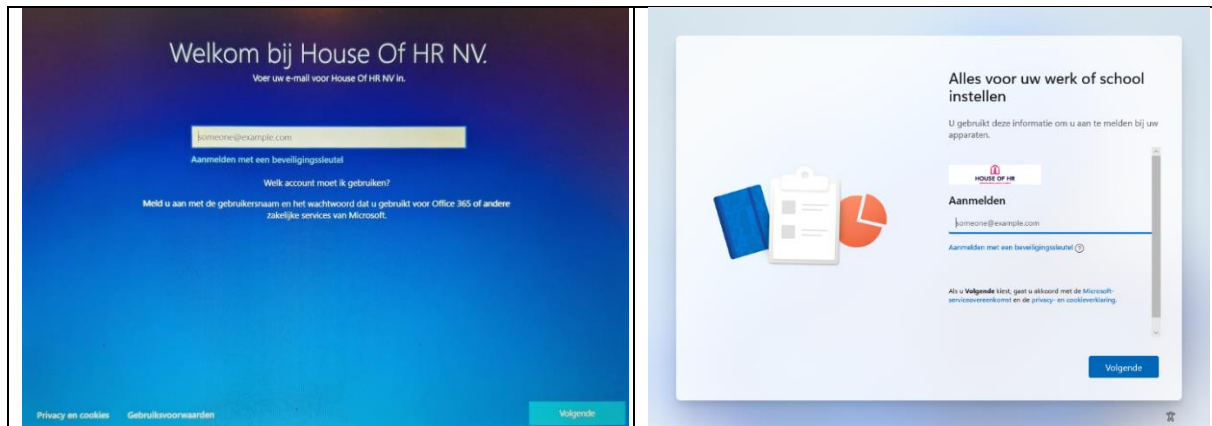 Welkom bij House Of HR NV.
Voer uw e-mail voor House Of HR NV in.
someone@example.com
Aanmelden met een beveiligingssleutel
Welk account moet ik gebruiken?
Meld u aan met de gebruikersnaam en het wachtwoord dat u gebruikt voor Office 365 of andere
zakelijke services van Microsoft.
Privacy en cookies
Gebruiksvoorwaarden
Volgende
Alles voor uw werk of school
instellen
U gebruikt deze informatie om u aan te melden bij uw
apparaten.
HOUSE OF HR
Aanmelden
someone@example.com
Aanmelden met een beveiligingssleutel
Als u Volgende kiest, gaat u akkoord met de Microsoft-
servicesovereenkomst en de privacy- en cookieverklaring.
Volgende